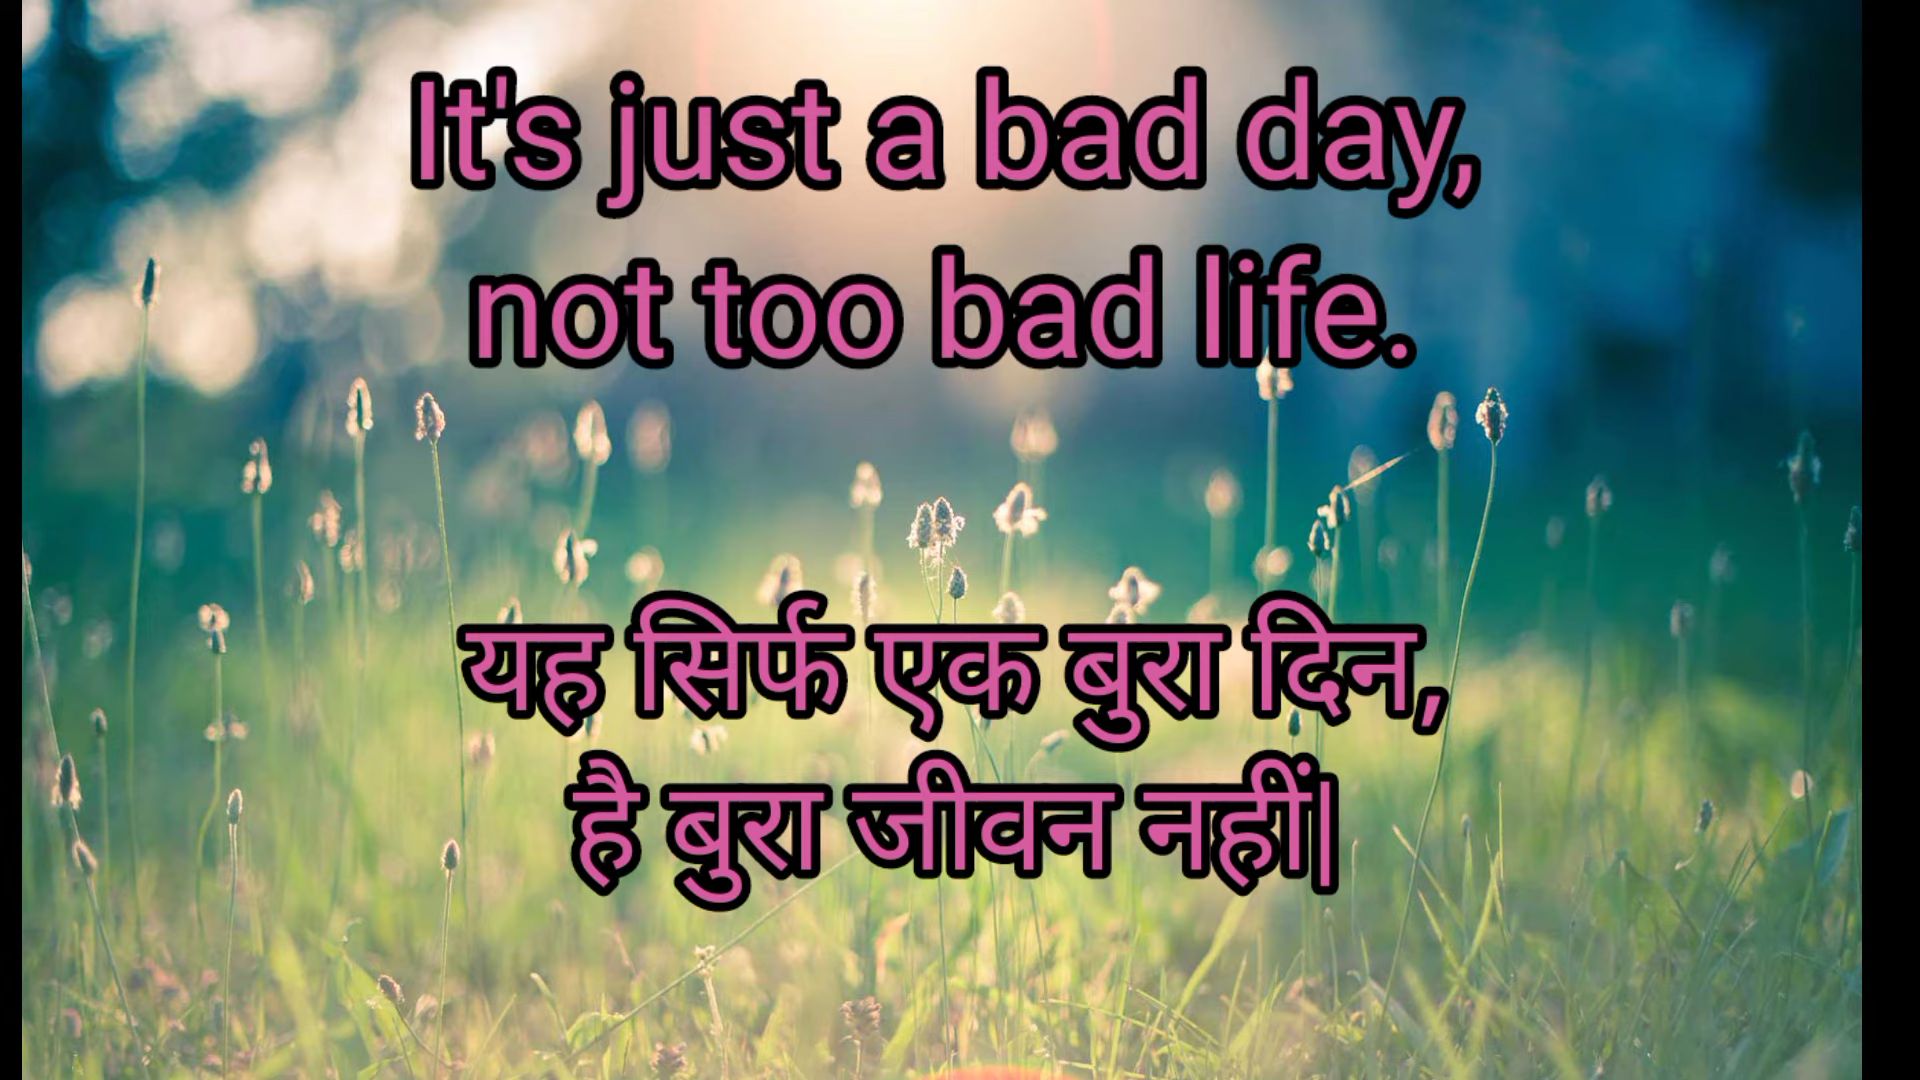 It's just a bad day,
not too bad life.
यह सिर्फ एक बुरा दिन,
है बुरा जीवन नहीं|